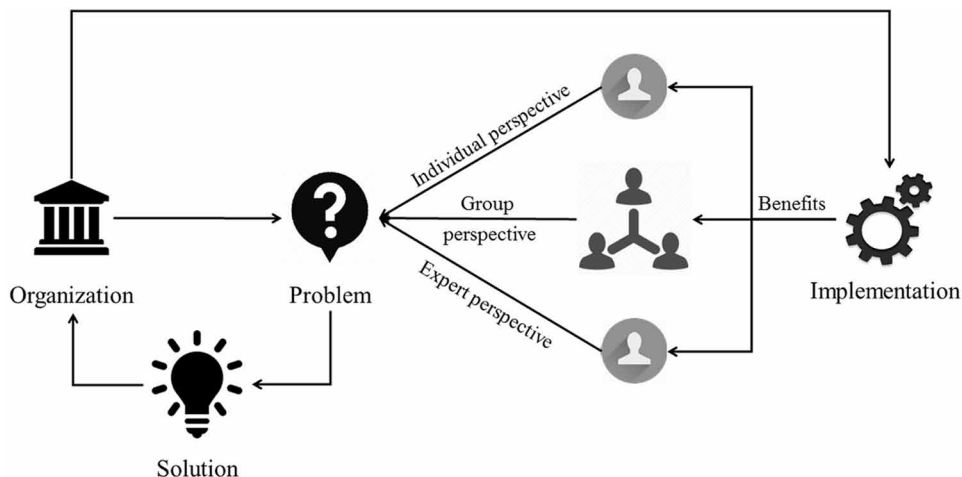 Individual perspective
Group
perspective
Expert perspective
Benefits
Organization
Problem
Implementation
Solution